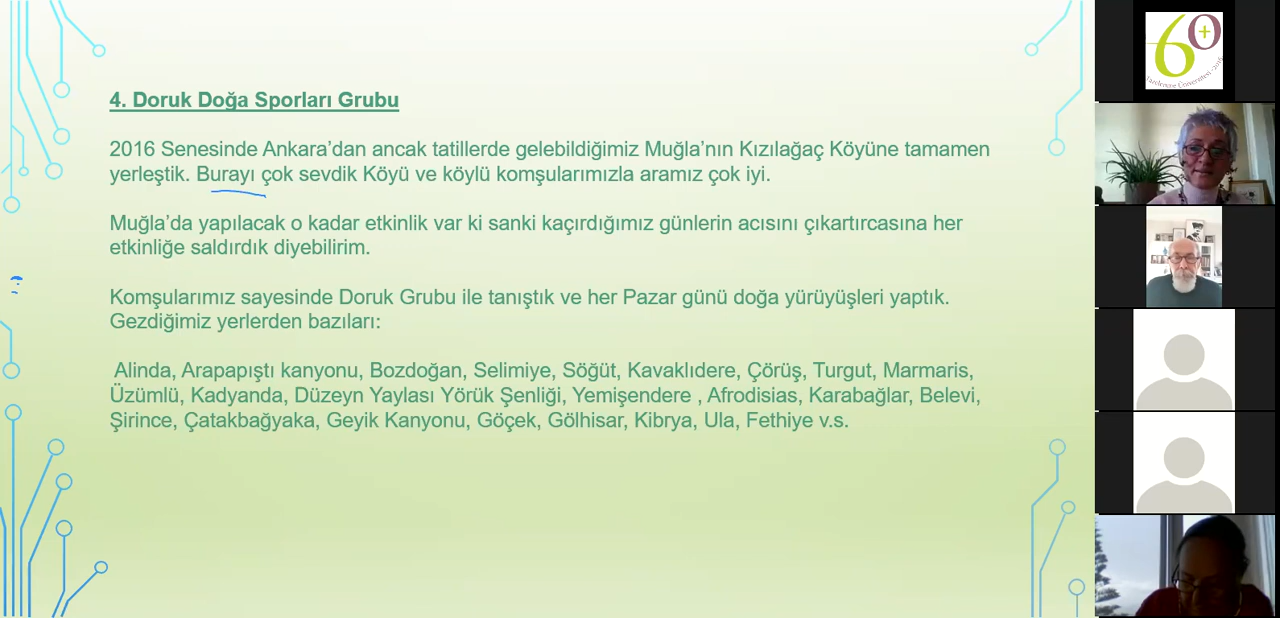 4. Doruk Doğa Sporları Grubu
2016 Senesinde Ankara’dan ancak tatillerde gelebildiğimiz Muğla’nın Kızılağaç Köyüne tamamen
yerleştik. Burayı çok sevdik Köyü ve köylü komşularımızla aramız çok iyi.
Muğla’da yapılacak o kadar etkinlik var ki sanki kaçırdığımız günlerin acısını çıkartırcasına her
etkinliğe saldırdık diyebilirim.
Komşularımız sayesinde Doruk Grubu ile tanıştık ve her Pazar günü doğa yürüyüşleri yaptık.
Gezdiğimiz yerlerden bazıları:
Alinda, Arapapıştı kanyonu, Bozdoğan, Selimiye, Söğüt, Kavaklıdere, Çörüş, Turgut, Marmaris,
Üzümlü, Kadyanda, Düzeyn Yaylası Yörük Şenliği, Yemişendere , Afrodisias, Karabağlar, Belevi,
Şirince, Çatakbağyaka, Geyik Kanyonu, Göçek, Gölhisar, Kibrya, Ula, Fethiye v.s.
60+